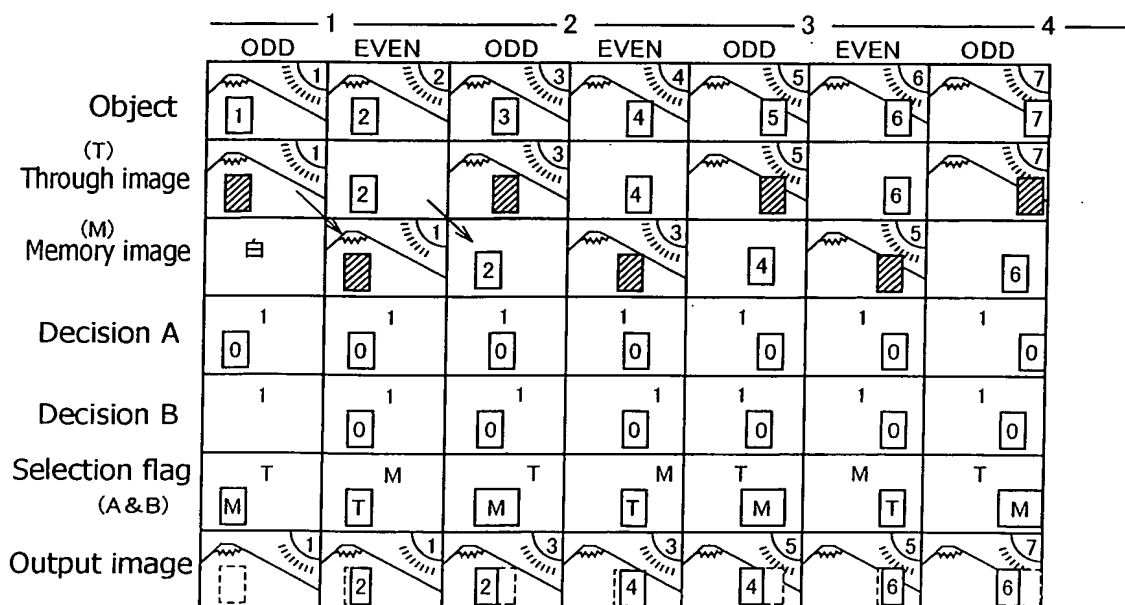 1 2 3 4
ODD EVEN ODD EVEN ODD EVEN ODD
Object 1 2 3 4 5 6 7
1 2 3 4 5 6 7
(T)
Through image 1 3 5 7
2 4 6
(M)
Memory image 白 1 3 5
2 4 6
Decision A 1 1 1 1 1 1 1
0 0 0 0 0 0 0
Decision B 1 1 1 1 1 1 1
0 0 0 0 0 0
Selection flag T M T M T M T
(A&B) M T M T M T M
Output image 1 1 3 3 5 5 7
2 2 4 4 6 6